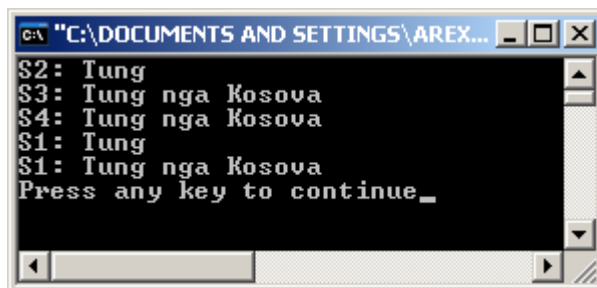 "C:\DOCUMENTS AND SETTINGS\AREX...
S2: Tung
S3: Tung nga Kosova
S4: Tung nga Kosova
S1: Tung
S1: Tung nga Kosova
Press any key to continue_